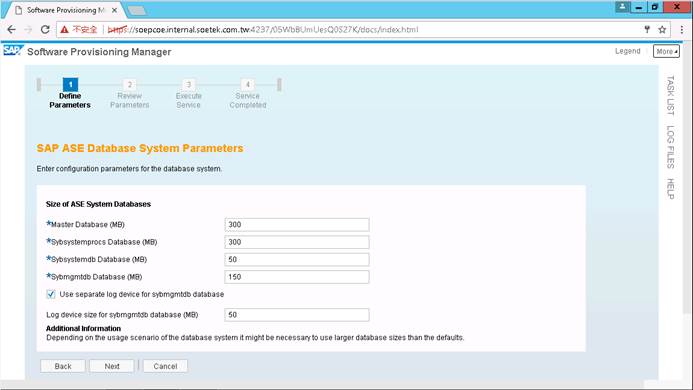 Software Provisioning Manager
不安全
https://saepcoe.internal.saetek.com.tw:4237/05WbBUmUesQ0S27K/docs/index.html
SAP Software Provisioning Manager
Legend
More
1
2
3
4
Define Parameters
Review Parameters
Execute Service
Service Completed
TASK LIST
LOG FILES
HELP
SAP ASE Database System Parameters
Enter configuration parameters for the database system.
Size of ASE System Databases
*Master Database (MB) 300
*Sybsystemprocs Database (MB) 300
*Sybsystemdb Database (MB) 50
*Sybmgmtdb Database (MB) 150
Use separate log device for sybmgmtdb database
Log device size for sybmgmtdb database (MB) 50
Additional Information
Depending on the usage scenario of the database system it might be necessary to use larger database sizes than the defaults.
Back Next Cancel